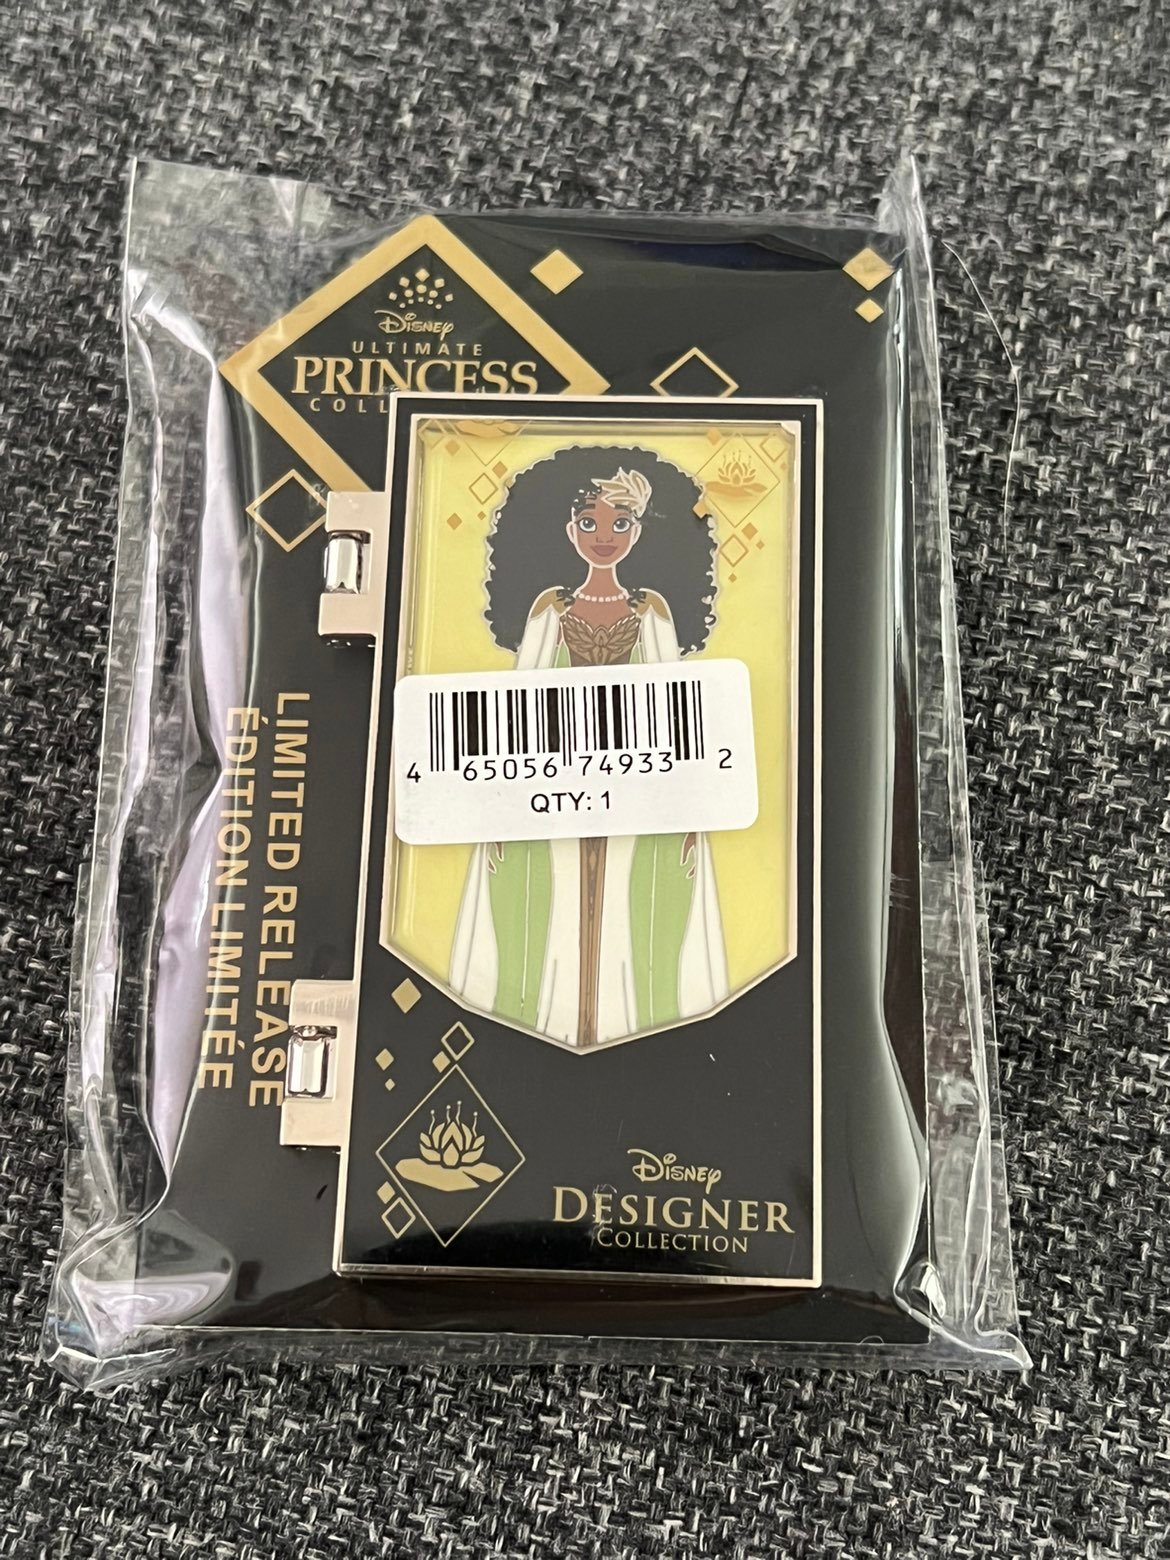 Disney
ULTIMATE
PRINCESS
COLL
LIMITED RELEASE
ÉDITION LIMITÉE
4 65056 74933 2
QTY: 1
Disney
DESIGNER
COLLECTION